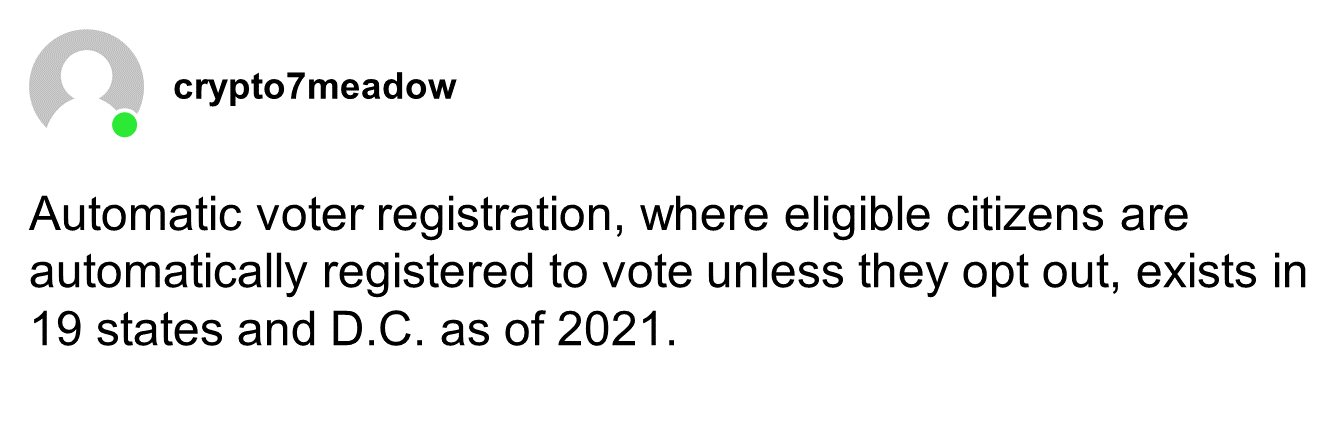 crypto7meadow
Automatic voter registration, where eligible citizens are
automatically registered to vote unless they opt out, exists in
19 states and D.C. as of 2021.